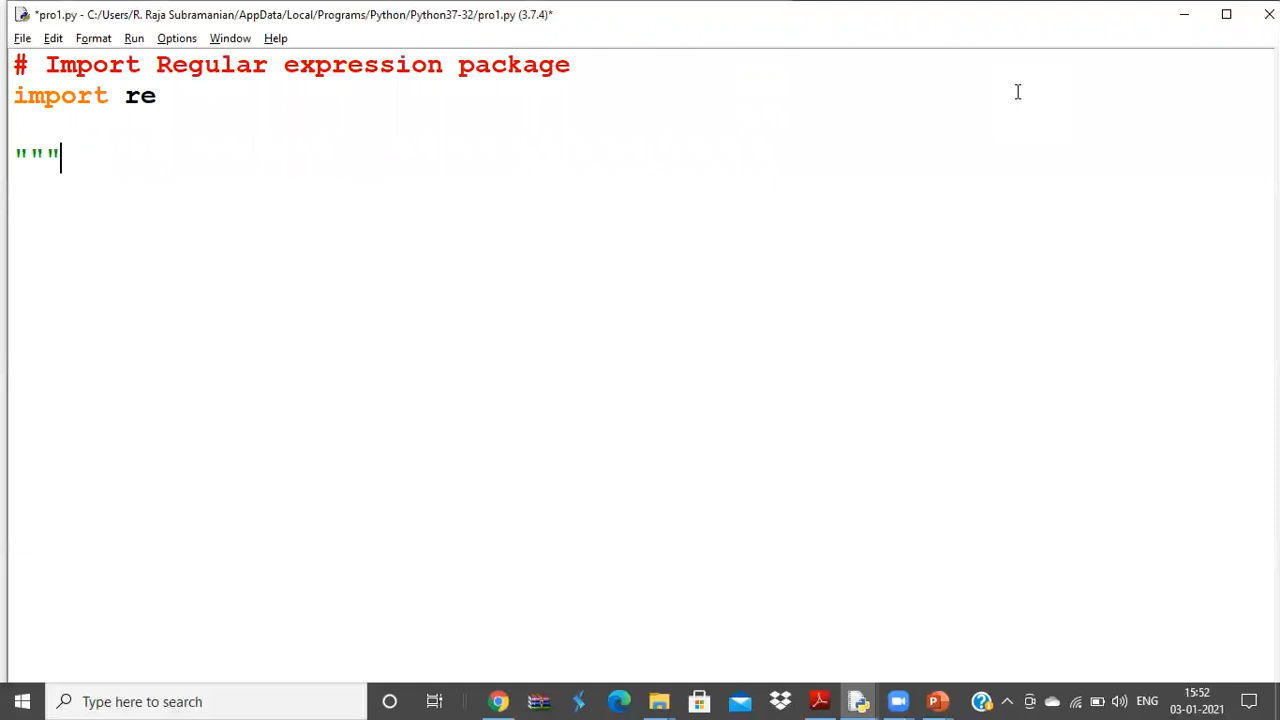 *pro1.py - C:/Users/R. Raja Subramanian/AppData/Local/Programs/Python/Python37-32/pro1.py (3.7.4)*
File Edit Format Run Options Window Help
# Import Regular expression package
import re
"""
Type here to search
ENG
15:52
03-01-2021